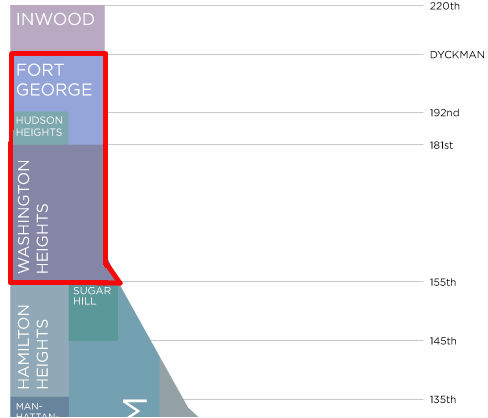 INWOOD
220th
DYCKMAN
FORT
GEORGE
HUDSON
HEIGHTS
192nd
181st
WASHINGTON
HEIGHTS
155th
SUGAR
HILL
HAMILTON
HEIGHTS
145th
135th
MAN-
HATTAN-
M